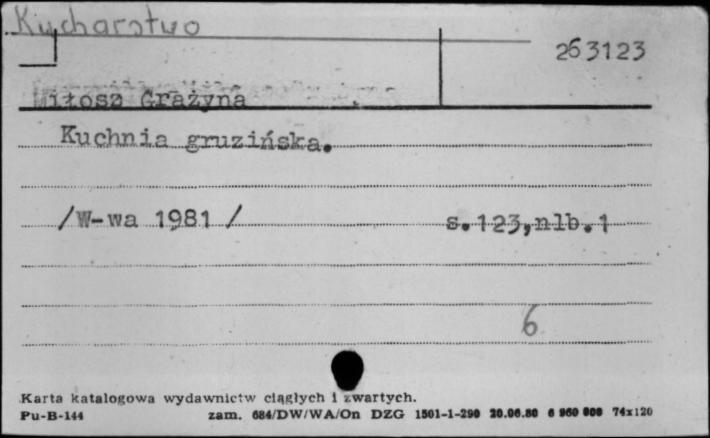 Kucharstwo
263123
Miłosz Grażyna
Kuchnia gruzińska.
/W-wa 1981 / s.123,nlb.1
6
Karta katalogowa wydawnictw ciągłych i zwartych.
Pu-B-144 zam. 684/DW/WA/On DZG 1501-1-290 20.06.80 6 960 000 74x120